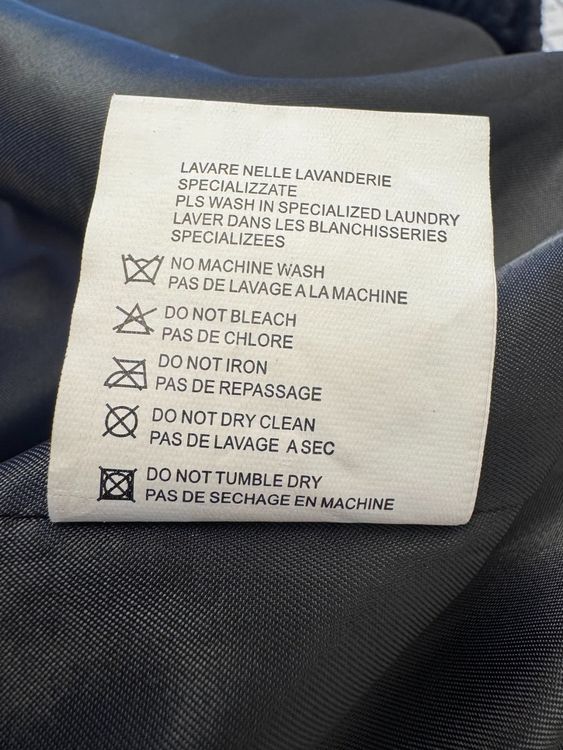 LAVARE NELLE LAVANDERIE
SPECIALIZZATE
PLS WASH IN SPECIALIZED LAUNDRY
LAVER DANS LES BLANCHISSERIES
SPECIALIZEES
NO MACHINE WASH
PAS DE LAVAGE A LA MACHINE
DO NOT BLEACH
PAS DE CHLORE
DO NOT IRON
PAS DE REPASSAGE
DO NOT DRY CLEAN
PAS DE LAVAGE A SEC
DO NOT TUMBLE DRY
PAS DE SECHAGE EN MACHINE